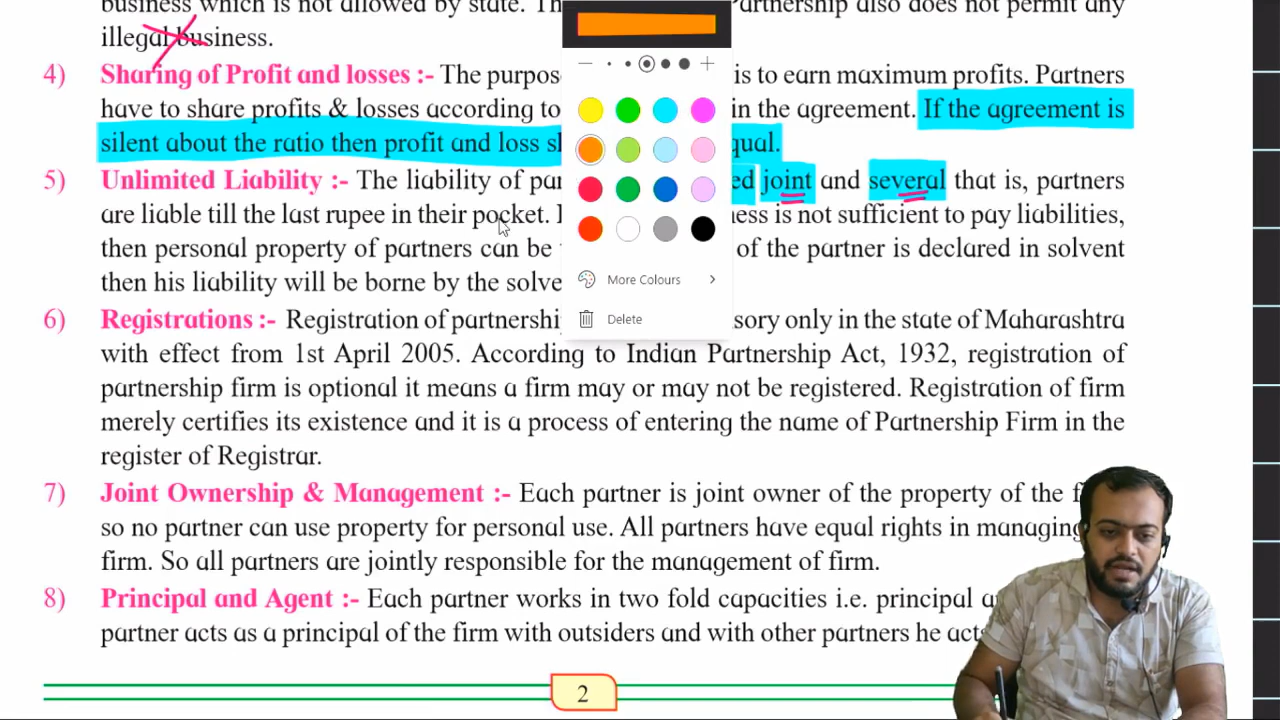 business which is not allowed by state. artnership also does not permit any
illegal business.
4) Sharing of Profit and losses :- The purpos is to earn maximum profits. Partners
have to share profits & losses according to in the agreement. If the agreement is
silent about the ratio then profit and loss s qual.
5) Unlimited Liability :- The liability of par ed joint and several that is, partners
are liable till the last rupee in their pocket. ness is not sufficient to pay liabilities,
then personal property of partners can be of the partner is declared in solvent
then his liability will be borne by the solve
6) Registrations :- Registration of partnershi sory only in the state of Maharashtra
with effect from 1st April 2005. According to Indian Partnership Act, 1932, registration of
partnership firm is optional it means a firm may or may not be registered. Registration of firm
merely certifies its existence and it is a process of entering the name of Partnership Firm in the
register of Registrar.
7) Joint Ownership & Management :- Each partner is joint owner of the property of the f
so no partner can use property for personal use. All partners have equal rights in managing
firm. So all partners are jointly responsible for the management of firm.
8) Principal and Agent :- Each partner works in two fold capacities i.e. principal a
partner acts as a principal of the firm with outsiders and with other partners he acts
2
More Colours
Delete